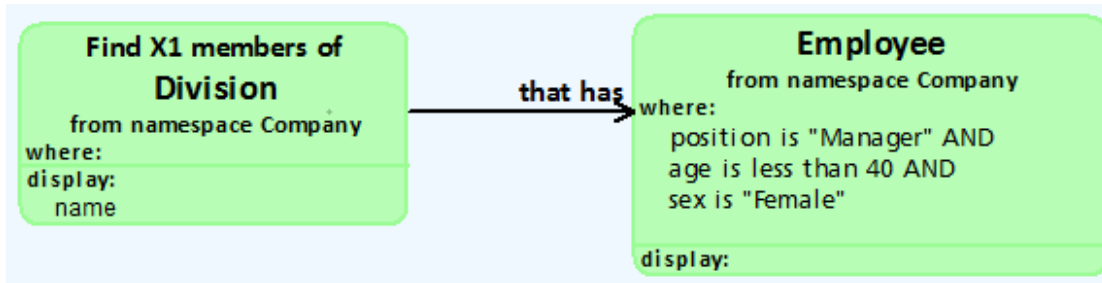 Find X1 members of
Division
from namespace Company
where:
display:
name
that has
Employee
from namespace Company
where:
position is "Manager" AND
age is less than 40 AND
sex is "Female"
display: